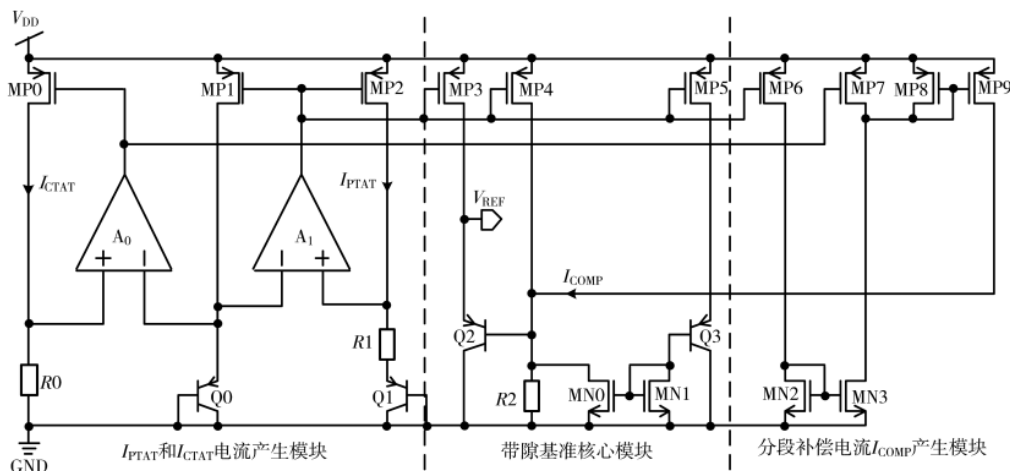 VDD
MP0
MP1
MP2
MP3
MP4
MP5
MP6
MP7
MP8
MP9
ICTAT
IPTAT
VREF
A0
A1
+
−
−
+
ICOMP
R0
Q0
R1
Q1
Q2
R2
MN0
MN1
Q3
MN2
MN3
GND
IPTAT和ICTAT电流产生模块
带隙基准核心模块
分段补偿电流ICOMP产生模块